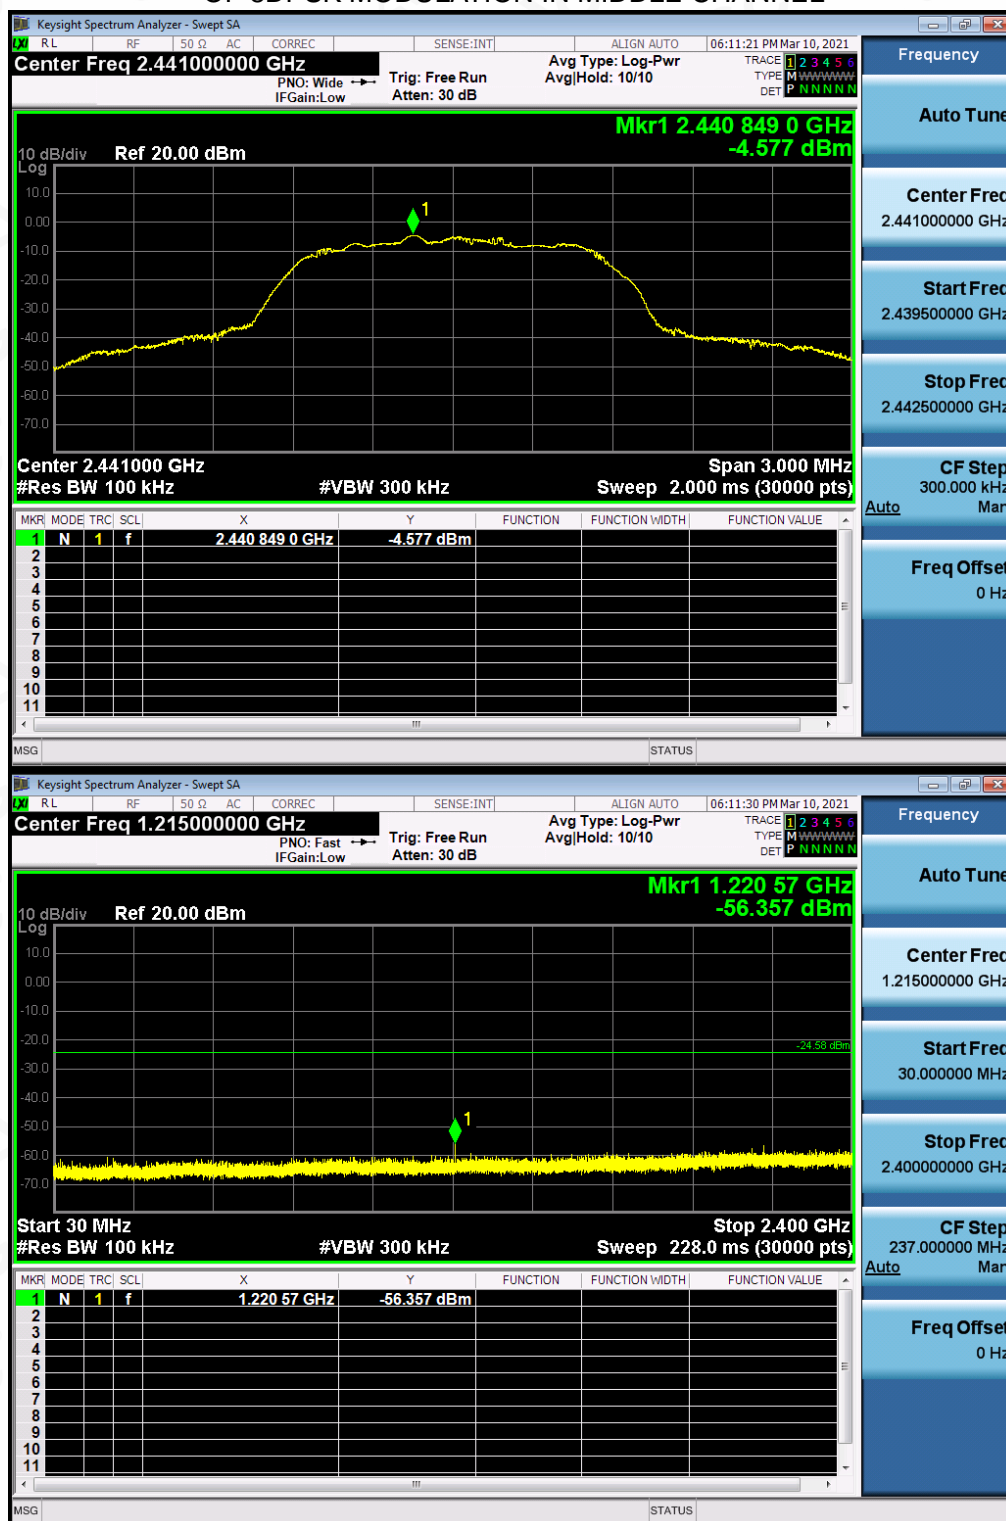 OF 8DPSK MODULATION IN MIDDLE CHANNEL
Keysight Spectrum Analyzer - Swept SA
LXI RL RF 50 Ω AC CORREC SENSE:INT ALIGN AUTO 06:11:21 PM Mar 10, 2021
Center Freq 2.441000000 GHz
PNO: Wide
IFGain:Low
Trig: Free Run
Atten: 30 dB
Avg Type: Log-Pwr
Avg|Hold: 10/10
TRACE 1 2 3 4 5 6
TYPE M WWWWW
DET P N N N N N
Mkr1 2.440 849 0 GHz
-4.577 dBm
10 dB/div Ref 20.00 dBm
Log
10.0
0.00
-10.0
-20.0
-30.0
-40.0
-50.0
-60.0
-70.0
1
Center 2.441000 GHz Span 3.000 MHz
#Res BW 100 kHz #VBW 300 kHz Sweep 2.000 ms (30000 pts)
MKR MODE TRC SCL X Y FUNCTION FUNCTION WIDTH FUNCTION VALUE
1 N 1 f 2.440 849 0 GHz -4.577 dBm
2
3
4
5
6
7
8
9
10
11
MSG STATUS
Frequency
Auto Tune
Center Freq
2.441000000 GHz
Start Freq
2.439500000 GHz
Stop Freq
2.442500000 GHz
CF Step
300.000 kHz
Auto Man
Freq Offset
0 Hz
Keysight Spectrum Analyzer - Swept SA
LXI RL RF 50 Ω AC CORREC SENSE:INT ALIGN AUTO 06:11:30 PM Mar 10, 2021
Center Freq 1.215000000 GHz
PNO: Fast
IFGain:Low
Trig: Free Run
Atten: 30 dB
Avg Type: Log-Pwr
Avg|Hold: 10/10
TRACE 1 2 3 4 5 6
TYPE M WWWWW
DET P N N N N N
Mkr1 1.220 57 GHz
-56.357 dBm
10 dB/div Ref 20.00 dBm
Log
10.0
0.00
-10.0
-20.0
-30.0
-40.0
-50.0
-60.0
-70.0
-24.58 dBm
1
Start 30 MHz Stop 2.400 GHz
#Res BW 100 kHz #VBW 300 kHz Sweep 228.0 ms (30000 pts)
MKR MODE TRC SCL X Y FUNCTION FUNCTION WIDTH FUNCTION VALUE
1 N 1 f 1.220 57 GHz -56.357 dBm
2
3
4
5
6
7
8
9
10
11
MSG STATUS
Frequency
Auto Tune
Center Freq
1.215000000 GHz
Start Freq
30.000000 MHz
Stop Freq
2.400000000 GHz
CF Step
237.000000 MHz
Auto Man
Freq Offset
0 Hz